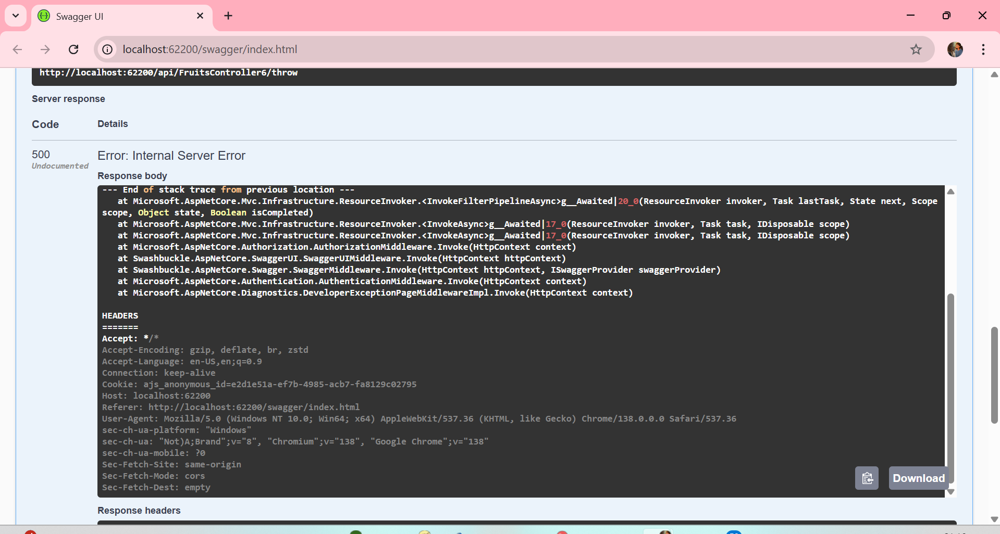 Swagger UI
localhost:62200/swagger/index.html
http://localhost:62200/api/FruitsController6/throw
Server response
Code Details
500 Error: Internal Server Error
Undocumented
Response body
--- End of stack trace from previous location ---
at Microsoft.AspNetCore.Mvc.Infrastructure.ResourceInvoker.<InvokeFilterPipelineAsync>g__Awaited|20_0(ResourceInvoker invoker, Task lastTask, State next, Scope
scope, Object state, Boolean isCompleted)
at Microsoft.AspNetCore.Mvc.Infrastructure.ResourceInvoker.<InvokeAsync>g__Awaited|17_0(ResourceInvoker invoker, Task task, IDisposable scope)
at Microsoft.AspNetCore.Mvc.Infrastructure.ResourceInvoker.<InvokeAsync>g__Awaited|17_0(ResourceInvoker invoker, Task task, IDisposable scope)
at Microsoft.AspNetCore.Authorization.AuthorizationMiddleware.Invoke(HttpContext context)
at Swashbuckle.AspNetCore.SwaggerUI.SwaggerUIMiddleware.Invoke(HttpContext httpContext)
at Swashbuckle.AspNetCore.Swagger.SwaggerMiddleware.Invoke(HttpContext httpContext, ISwaggerProvider swaggerProvider)
at Microsoft.AspNetCore.Authentication.AuthenticationMiddleware.Invoke(HttpContext context)
at Microsoft.AspNetCore.Diagnostics.DeveloperExceptionPageMiddlewareImpl.Invoke(HttpContext context)
HEADERS
=======
Accept: */*
Accept-Encoding: gzip, deflate, br, zstd
Accept-Language: en-US,en;q=0.9
Connection: keep-alive
Cookie: ajs_anonymous_id=e2d1e51a-ef7b-4985-acb7-fa8129c02795
Host: localhost:62200
Referer: http://localhost:62200/swagger/index.html
User-Agent: Mozilla/5.0 (Windows NT 10.0; Win64; x64) AppleWebKit/537.36 (KHTML, like Gecko) Chrome/138.0.0.0 Safari/537.36
sec-ch-ua-platform: "Windows"
sec-ch-ua: "Not)A;Brand";v="8", "Chromium";v="138", "Google Chrome";v="138"
sec-ch-ua-mobile: ?0
Sec-Fetch-Site: same-origin
Sec-Fetch-Mode: cors
Sec-Fetch-Dest: empty
Download
Response headers